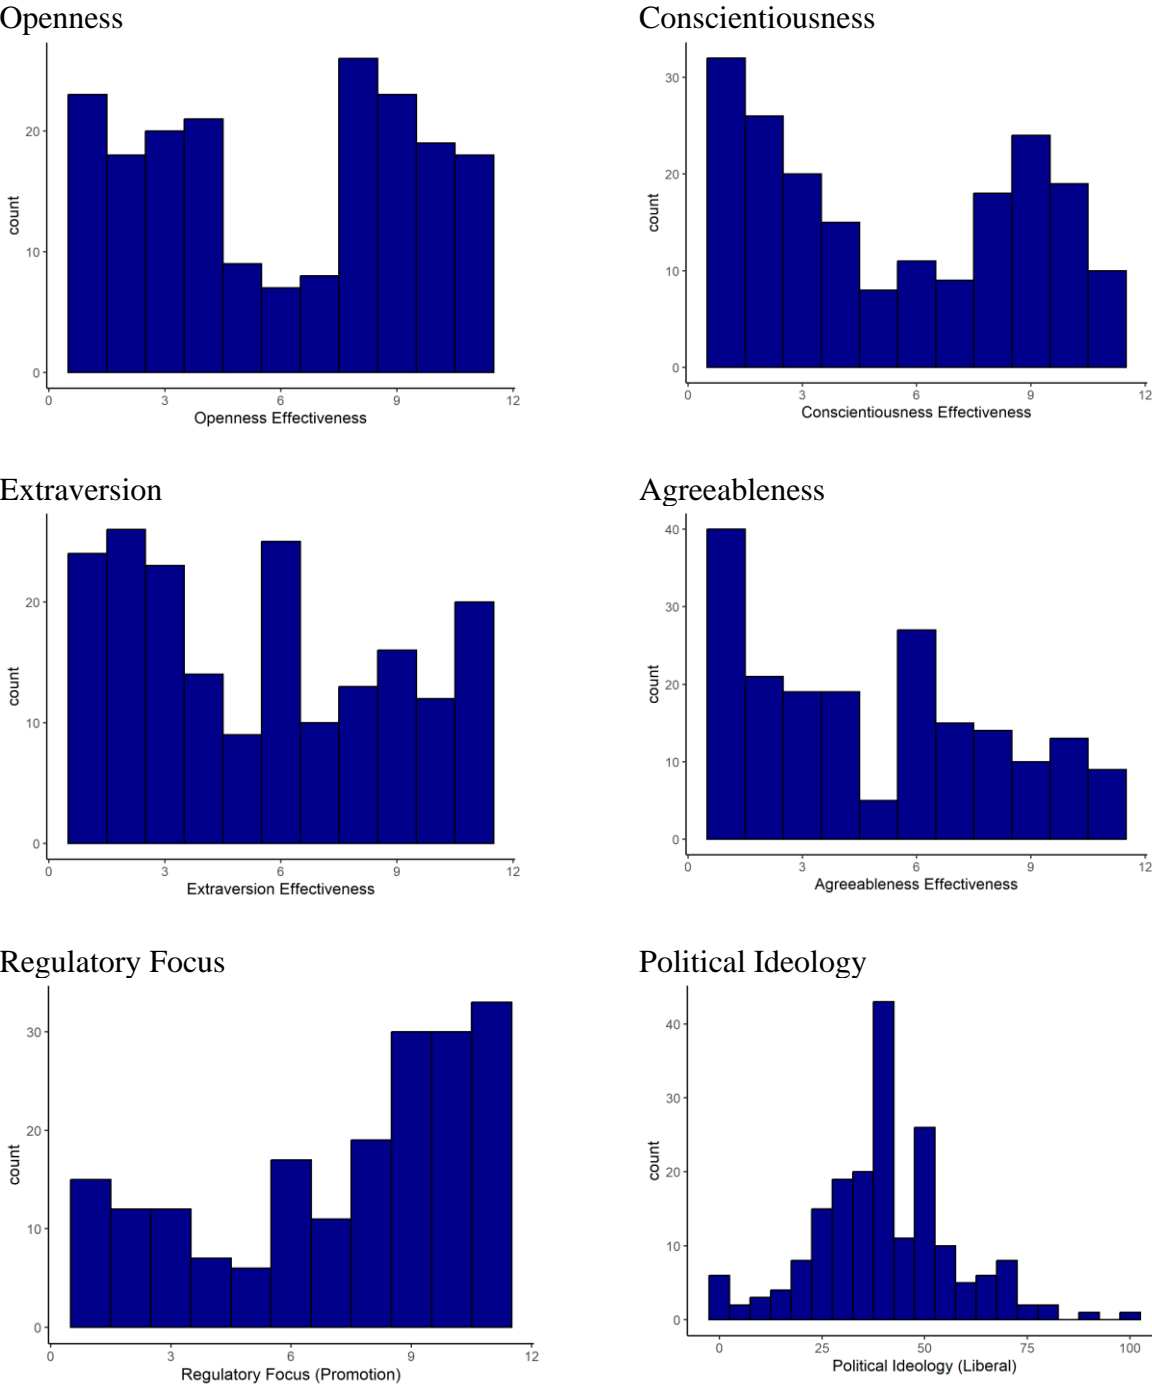 Openness
20
10
0
count
0 3 6 9 12
Openness Effectiveness
Conscientiousness
30
20
10
0
count
0 3 6 9 12
Conscientiousness Effectiveness
Extraversion
20
10
0
count
0 3 6 9 12
Extraversion Effectiveness
Agreeableness
40
30
20
10
0
count
0 3 6 9 12
Agreeableness Effectiveness
Regulatory Focus
30
20
10
0
count
0 3 6 9 12
Regulatory Focus (Promotion)
Political Ideology
40
30
20
10
0
count
0 25 50 75 100
Political Ideology (Liberal)